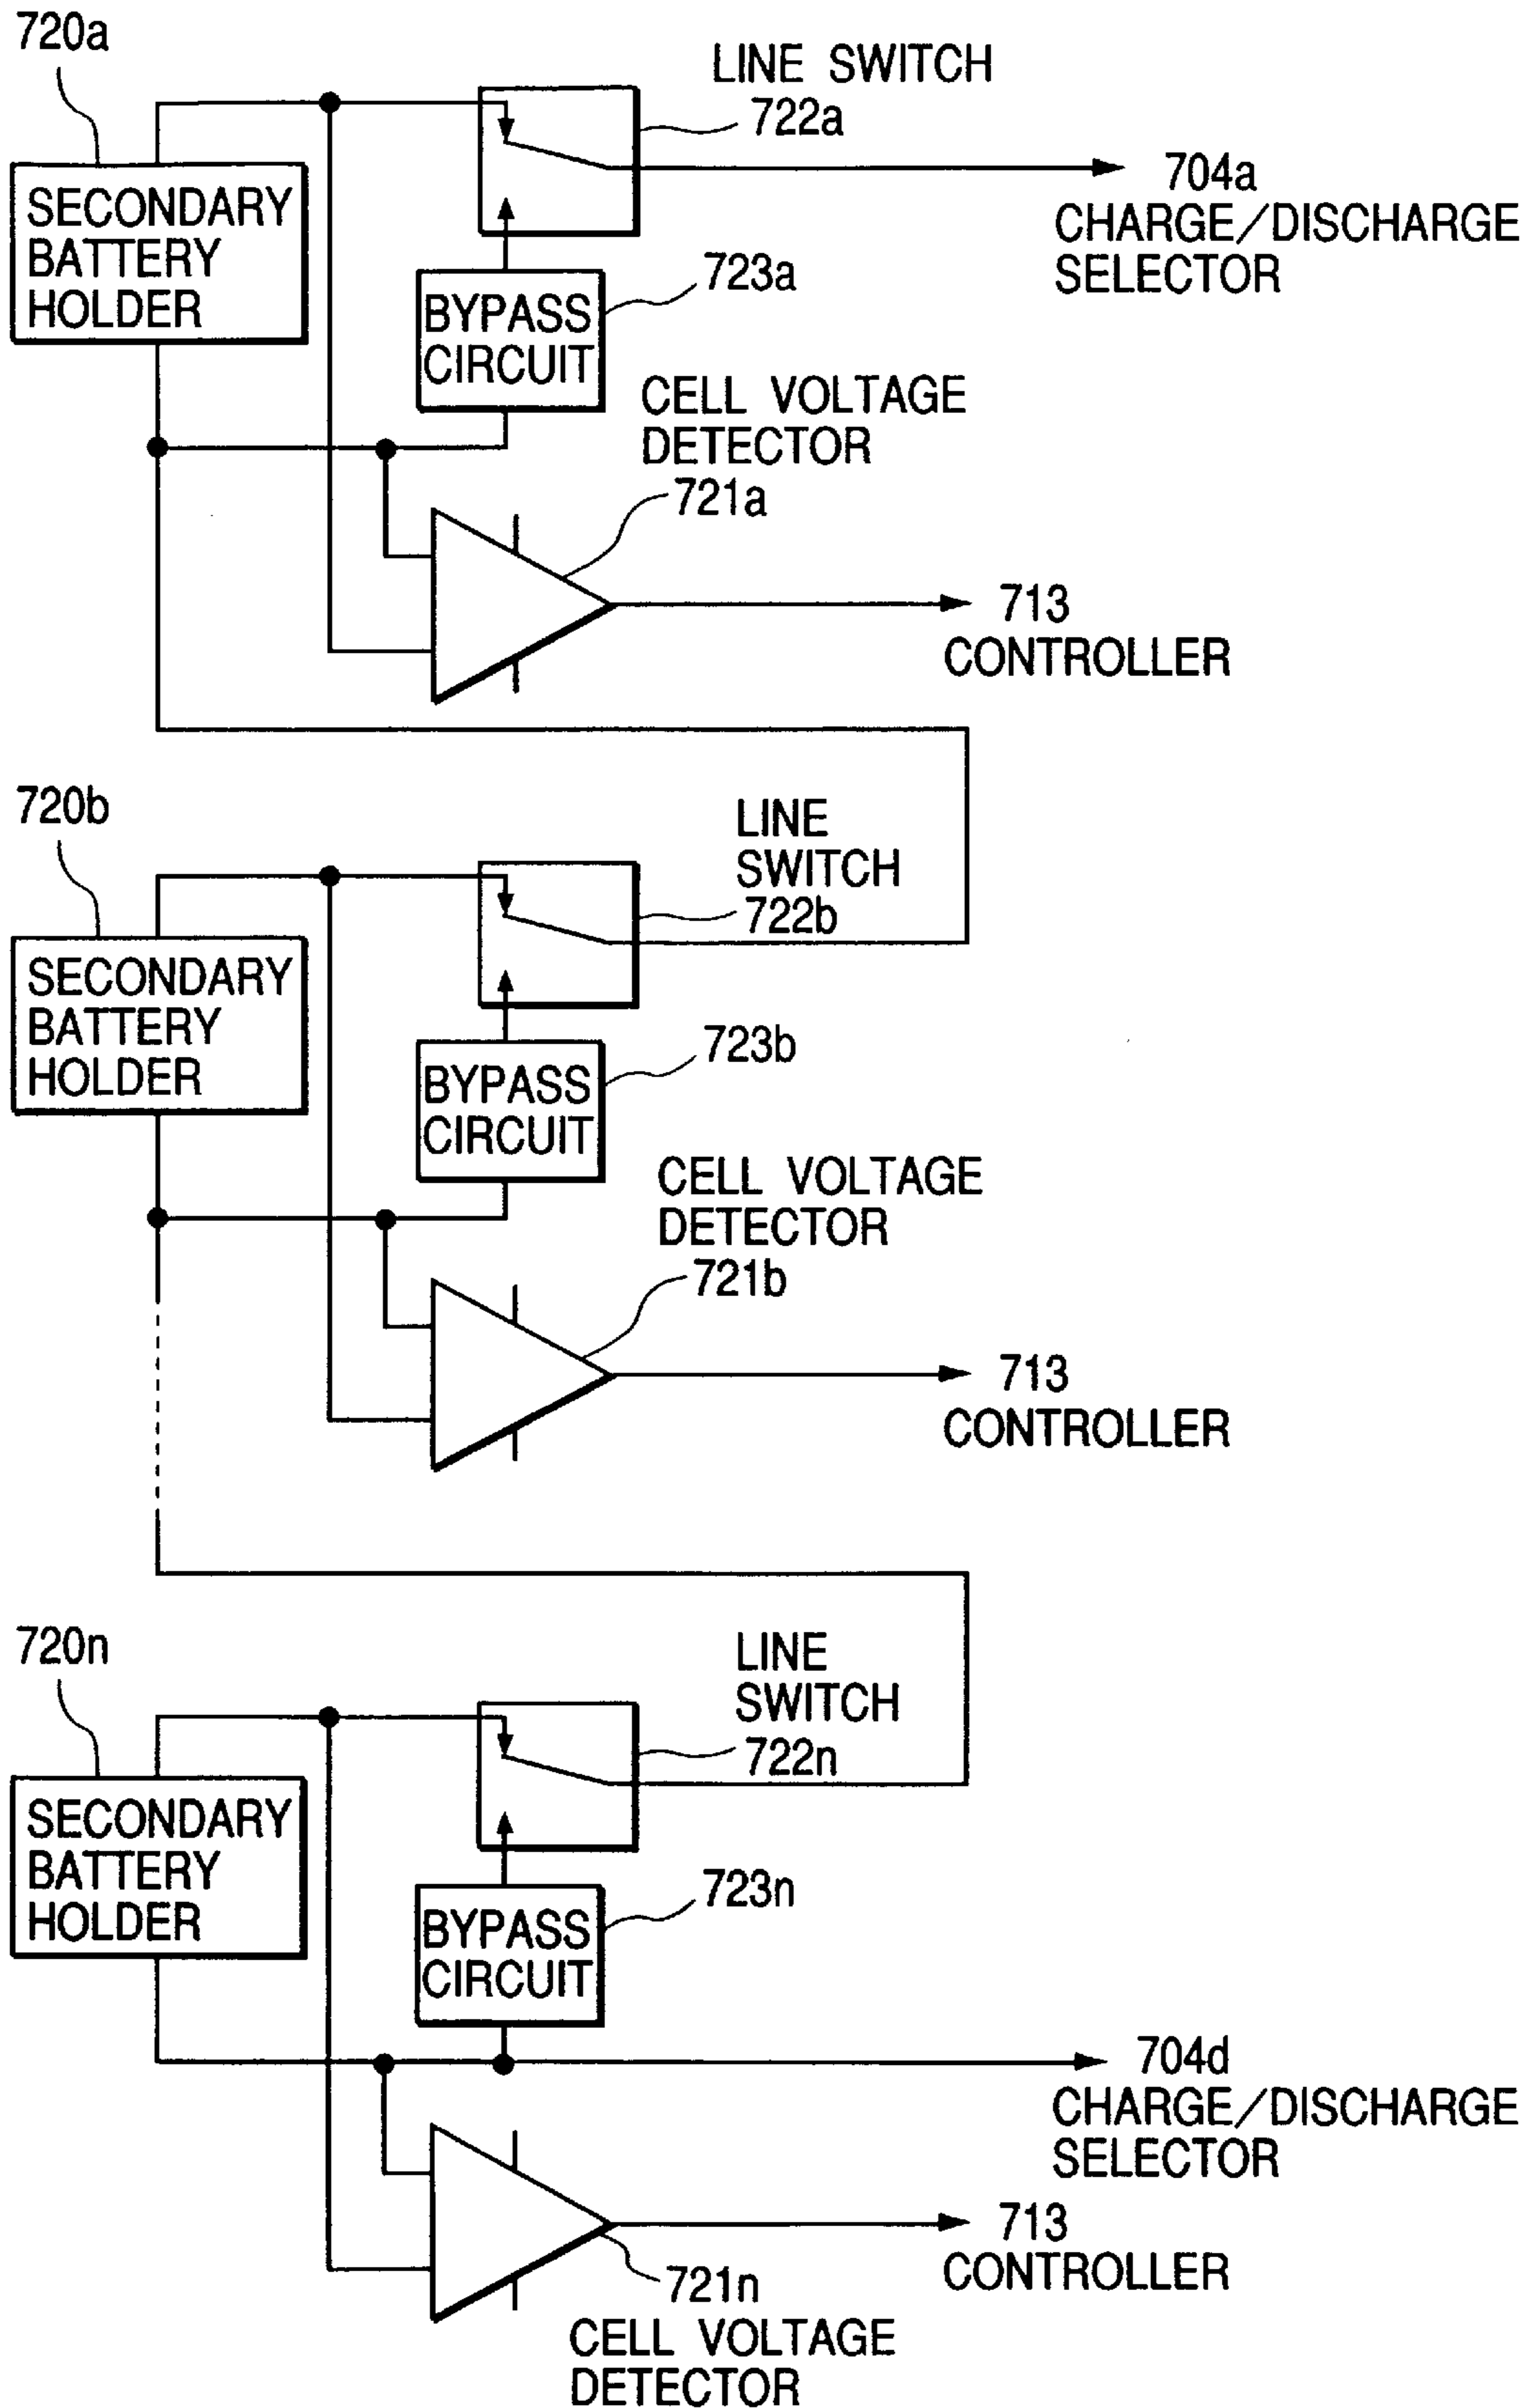 720a
LINE SWITCH
722a
704a
CHARGE/DISCHARGE
SELECTOR
SECONDARY
BATTERY
HOLDER
723a
BYPASS
CIRCUIT
CELL VOLTAGE
DETECTOR
721a
713
CONTROLLER
720b
LINE
SWITCH
722b
SECONDARY
BATTERY
HOLDER
723b
BYPASS
CIRCUIT
CELL VOLTAGE
DETECTOR
721b
713
CONTROLLER
720n
LINE
SWITCH
722n
SECONDARY
BATTERY
HOLDER
723n
BYPASS
CIRCUIT
704d
CHARGE/DISCHARGE
SELECTOR
713
CONTROLLER
721n
CELL VOLTAGE
DETECTOR